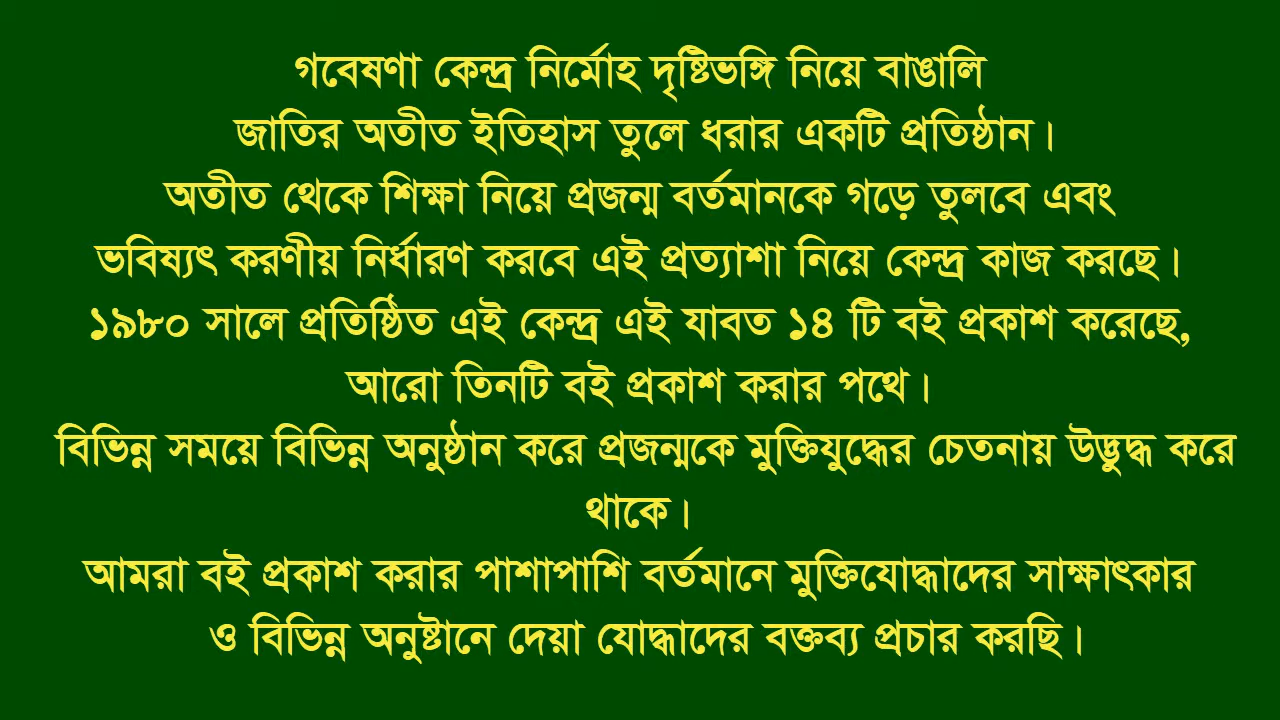 গবেষণা কেন্দ্র নির্মোহ দৃষ্টিভঙ্গি নিয়ে বাঙালি
জাতির অতীত ইতিহাস তুলে ধরার একটি প্রতিষ্ঠান।
অতীত থেকে শিক্ষা নিয়ে প্রজন্ম বর্তমানকে গড়ে তুলবে এবং
ভবিষ্যৎ করণীয় নির্ধারণ করবে এই প্রত্যাশা নিয়ে কেন্দ্র কাজ করছে।
১৯৮০ সালে প্রতিষ্ঠিত এই কেন্দ্র এই যাবত ১৪ টি বই প্রকাশ করেছে,
আরো তিনটি বই প্রকাশ করার পথে।
বিভিন্ন সময়ে বিভিন্ন অনুষ্ঠান করে প্রজন্মকে মুক্তিযুদ্ধের চেতনায় উদ্ভুদ্ধ করে
থাকে।
আমরা বই প্রকাশ করার পাশাপাশি বর্তমানে মুক্তিযোদ্ধাদের সাক্ষাৎকার
ও বিভিন্ন অনুষ্টানে দেয়া যোদ্ধাদের বক্তব্য প্রচার করছি।